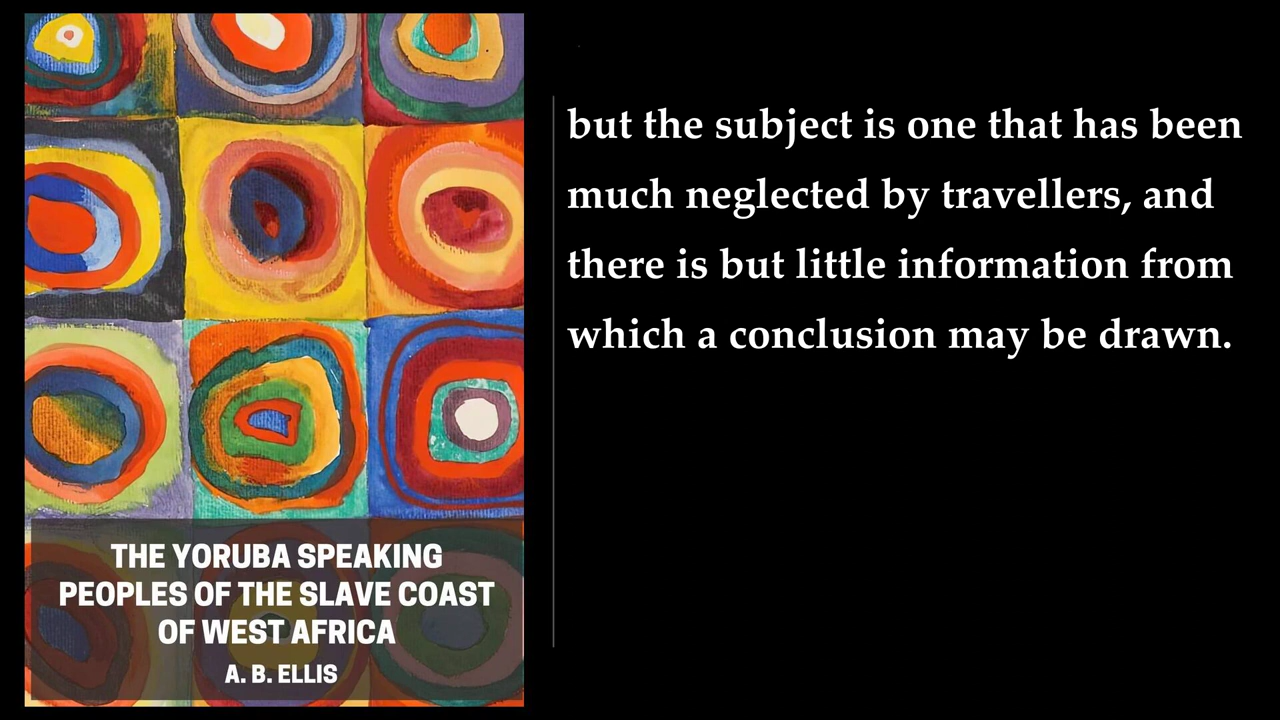 THE YORUBA SPEAKING
PEOPLES OF THE SLAVE COAST
OF WEST AFRICA
A. B. ELLIS
but the subject is one that has been
much neglected by travellers, and
there is but little information from
which a conclusion may be drawn.